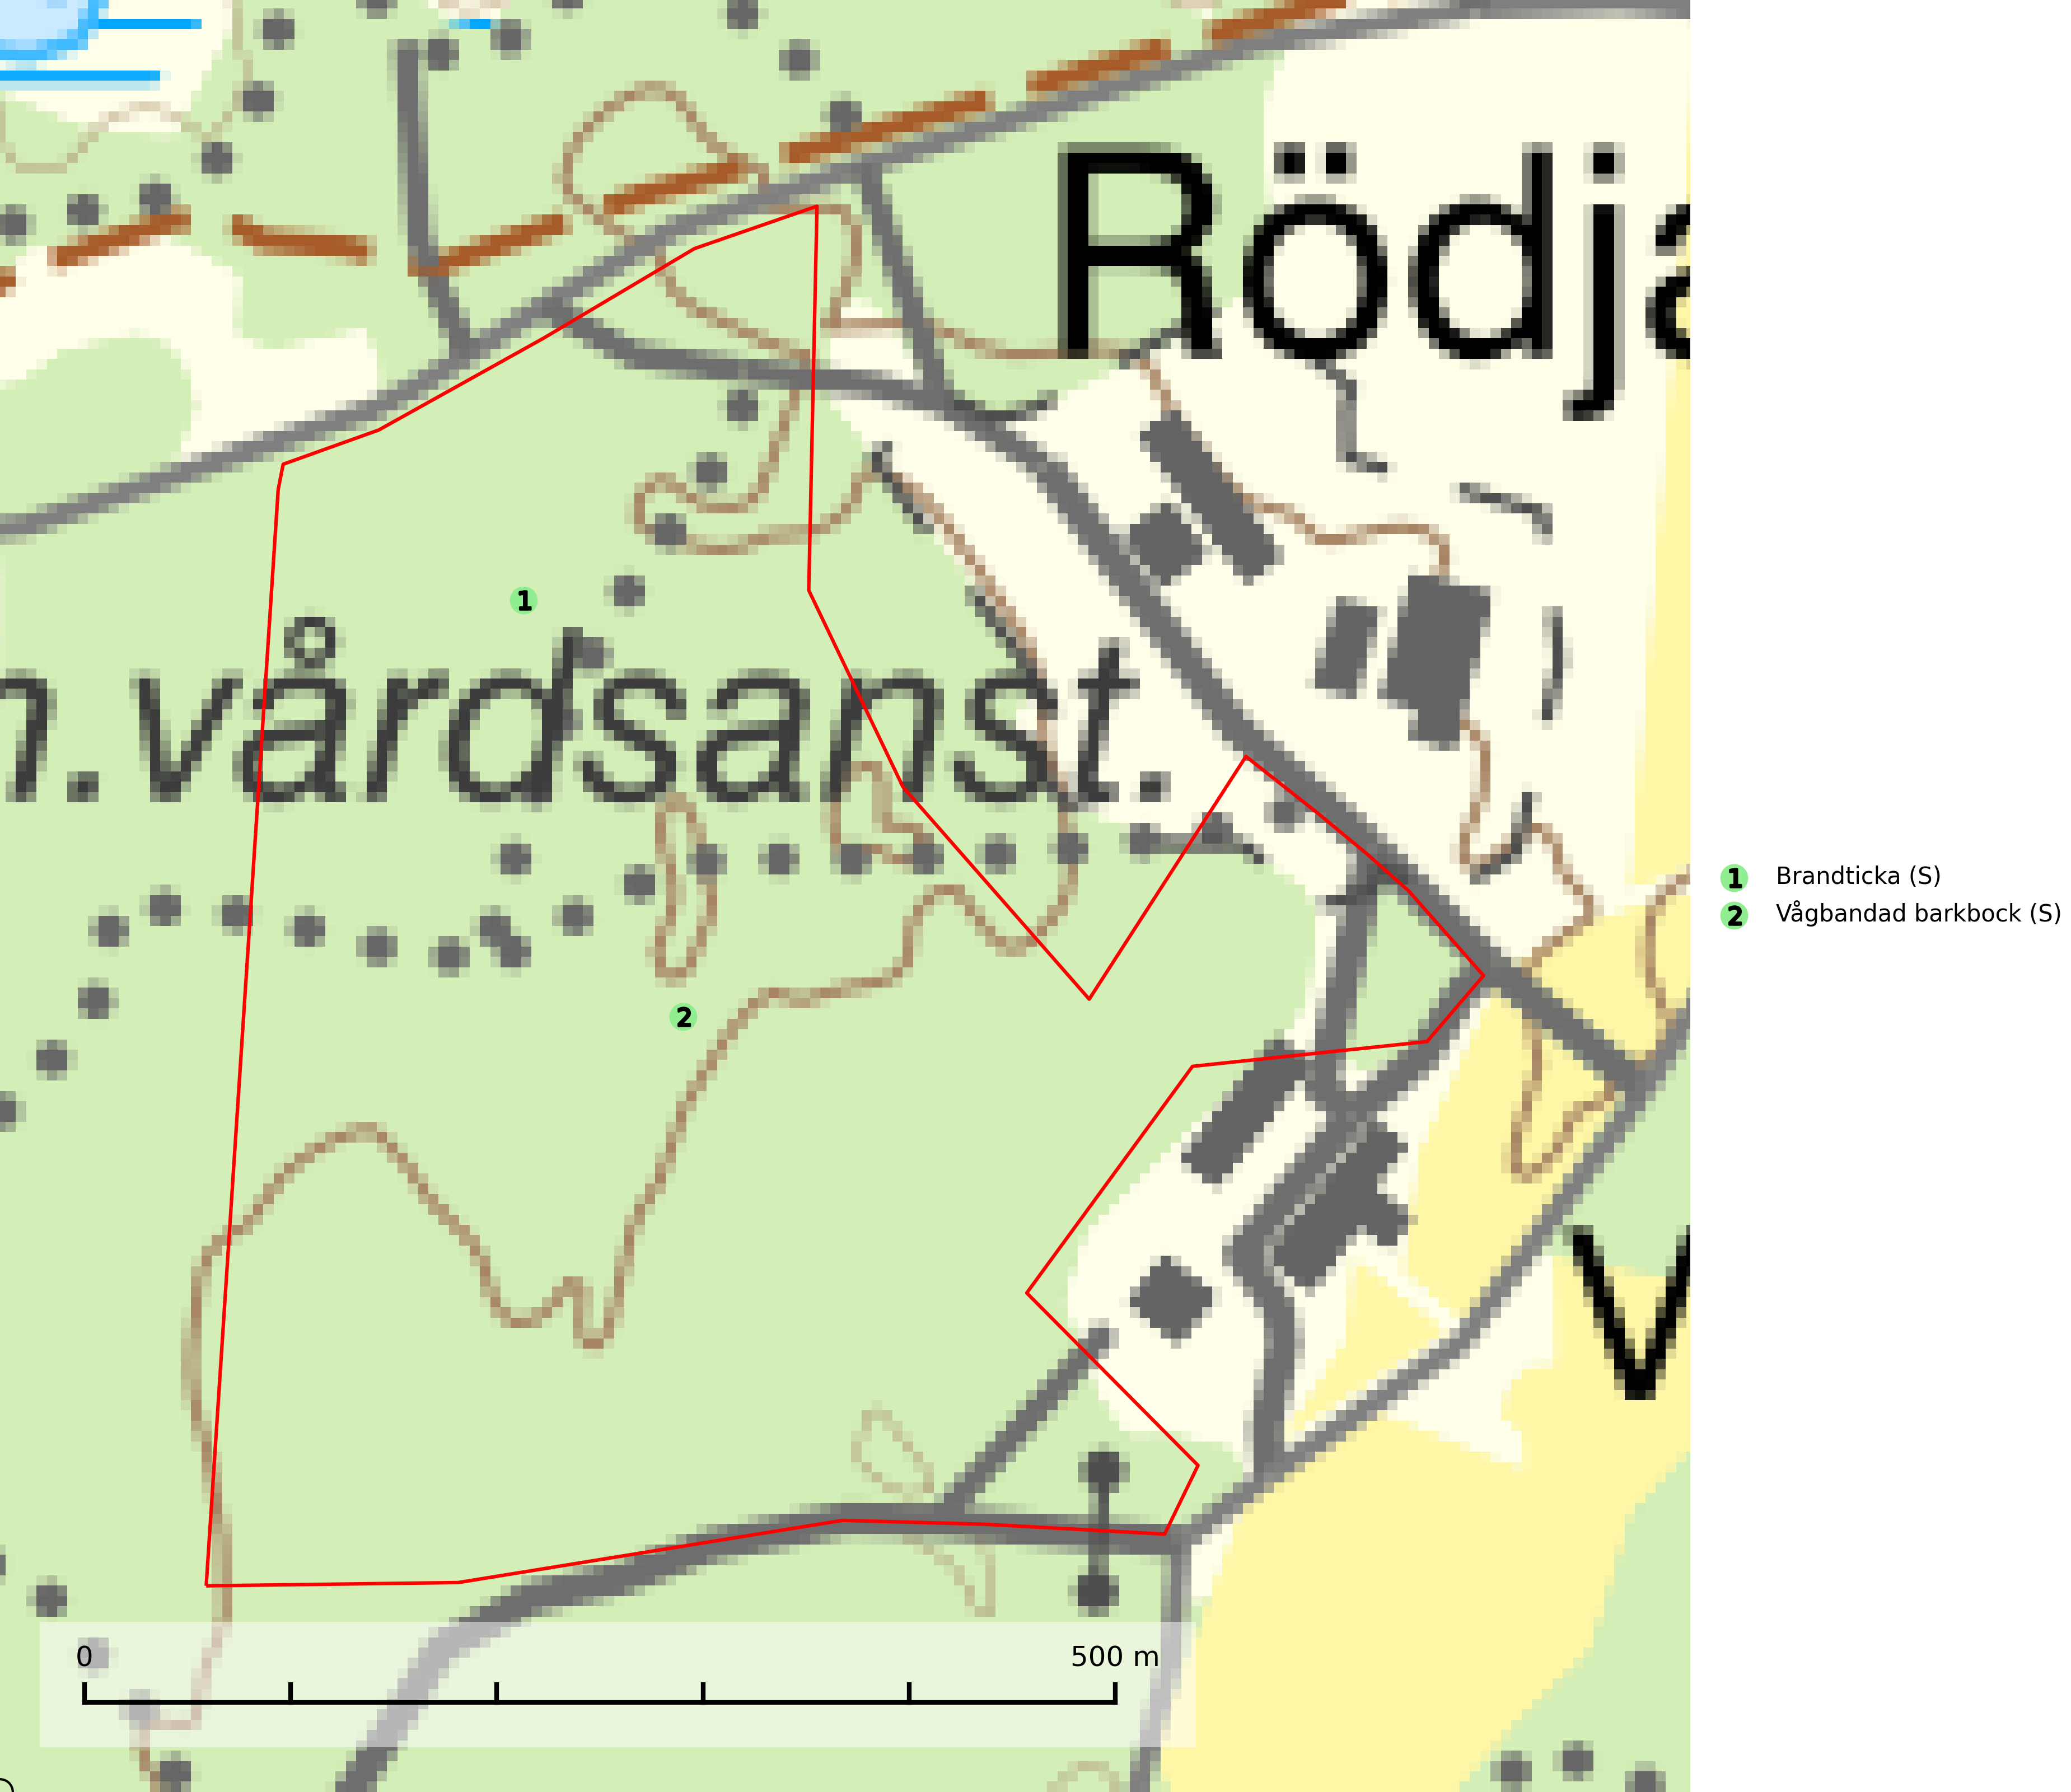 Rödja
n.vårdsanst.
1
2
1 Brandticka (S)
2 Vågbandad barkbock (S)
V
0 500 m